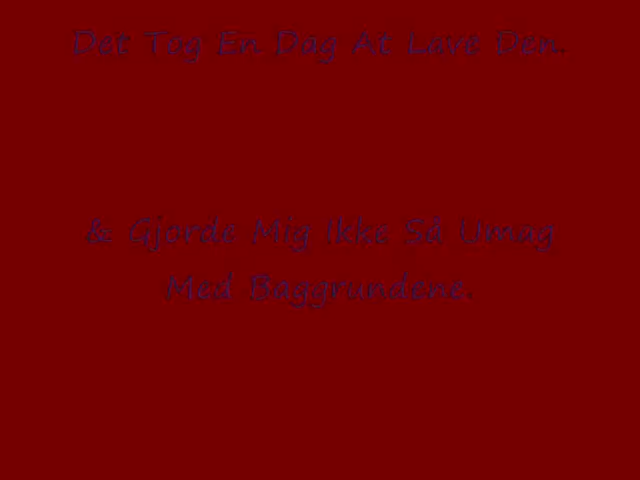 Det Tog En Dag At Lave Den.
& Gjorde Mig Ikke Så Umag
Med Baggrundene.